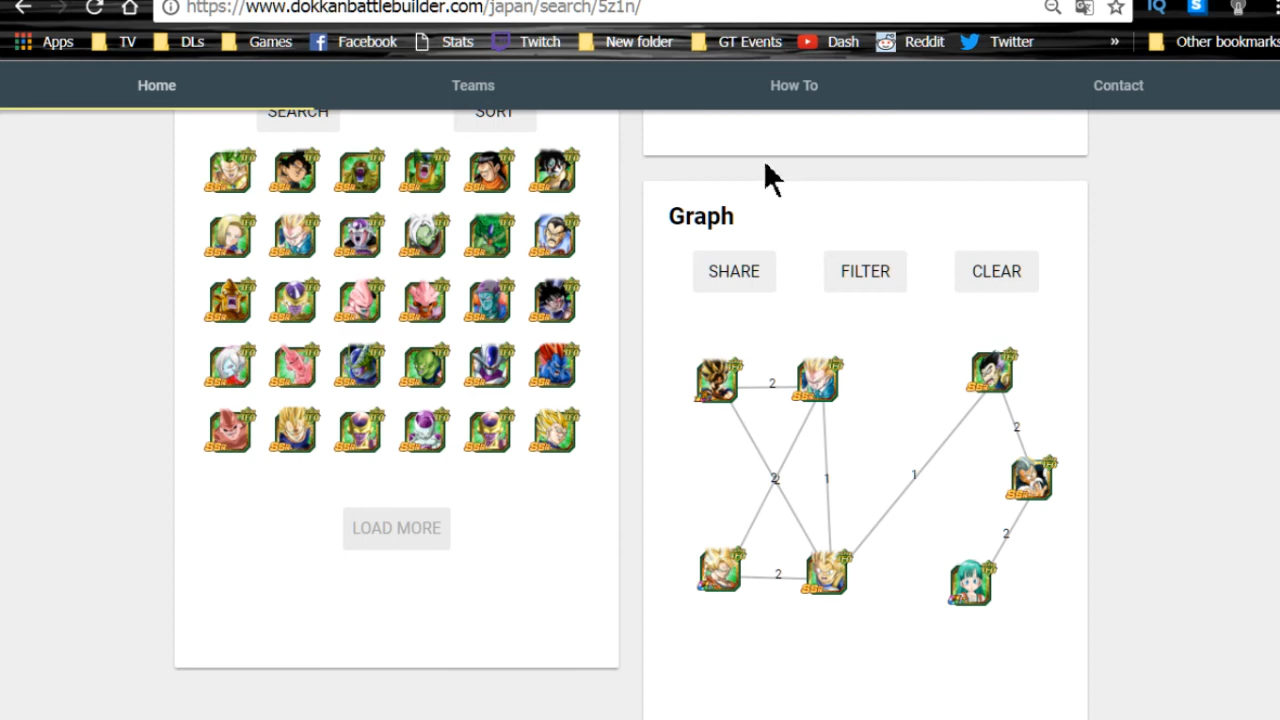 https://www.dokkanbattlebuilder.com/japan/search/5z1n/
IQ
S
Apps TV DLs Games Facebook Stats Twitch New folder GT Events Dash Reddit Twitter » Other bookmarks
Home Teams How To Contact
SEARCH SORT
Graph
SHARE FILTER CLEAR
2
2
1
1
2
2
2
2
LOAD MORE